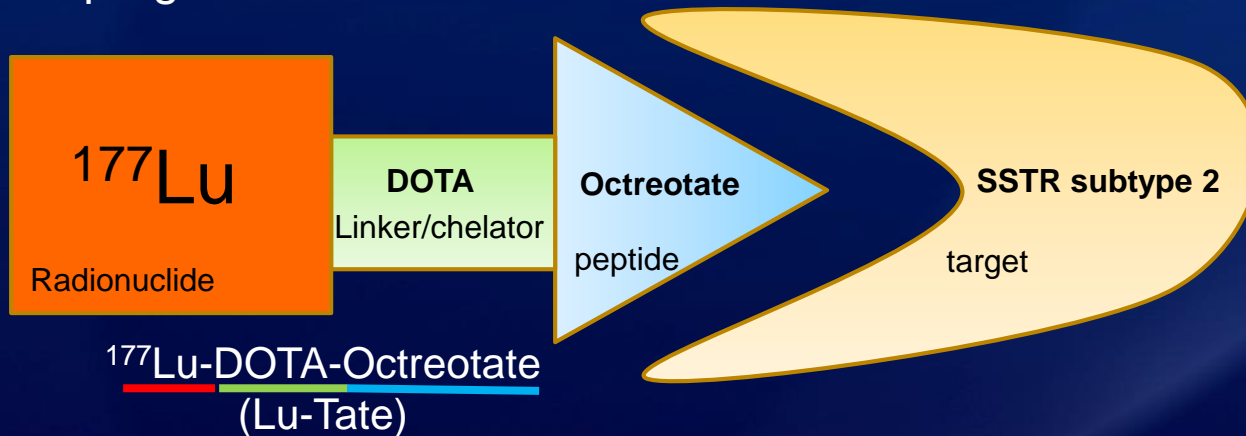 ¹⁷⁷Lu
Radionuclide
DOTA
Linker/chelator
Octreotate
peptide
SSTR subtype 2
target
¹⁷⁷Lu-DOTA-Octreotate
(Lu-Tate)